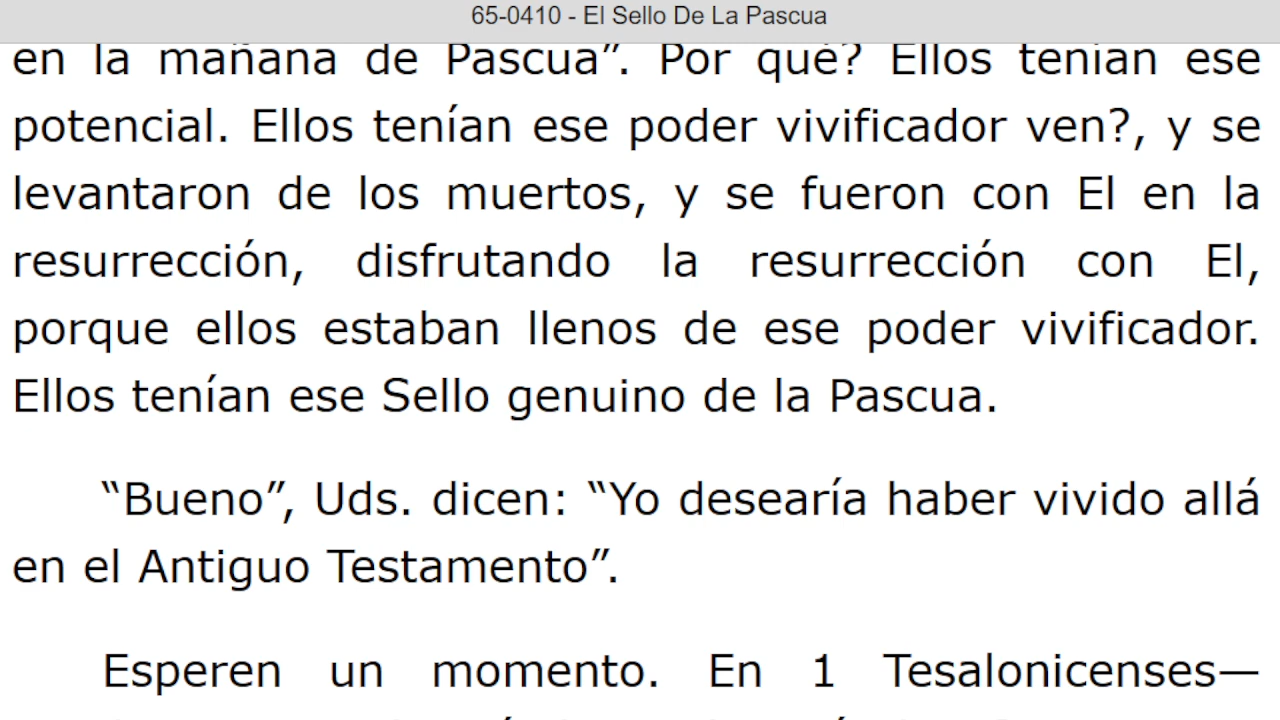 65-0410 - El Sello De La Pascua
en la mañana de Pascua”. Por qué? Ellos tenían ese
potencial. Ellos tenían ese poder vivificador ven?, y se
levantaron de los muertos, y se fueron con El en la
resurrección, disfrutando la resurrección con El,
porque ellos estaban llenos de ese poder vivificador.
Ellos tenían ese Sello genuino de la Pascua.
“Bueno”, Uds. dicen: “Yo desearía haber vivido allá
en el Antiguo Testamento”.
Esperen un momento. En 1 Tesalonicenses—